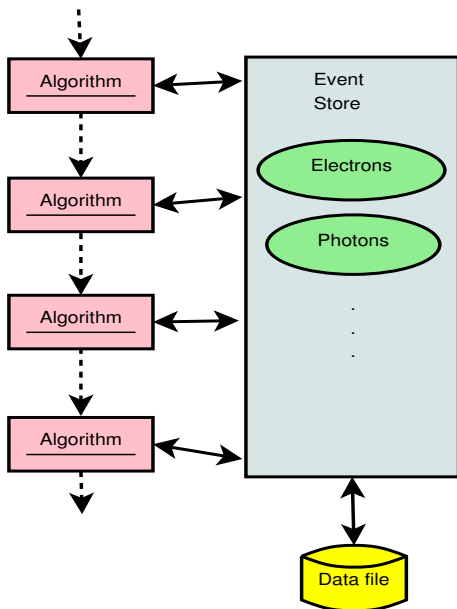 Algorithm
Algorithm
Algorithm
Algorithm
Event
Store
Electrons
Photons
.
.
.
Data file